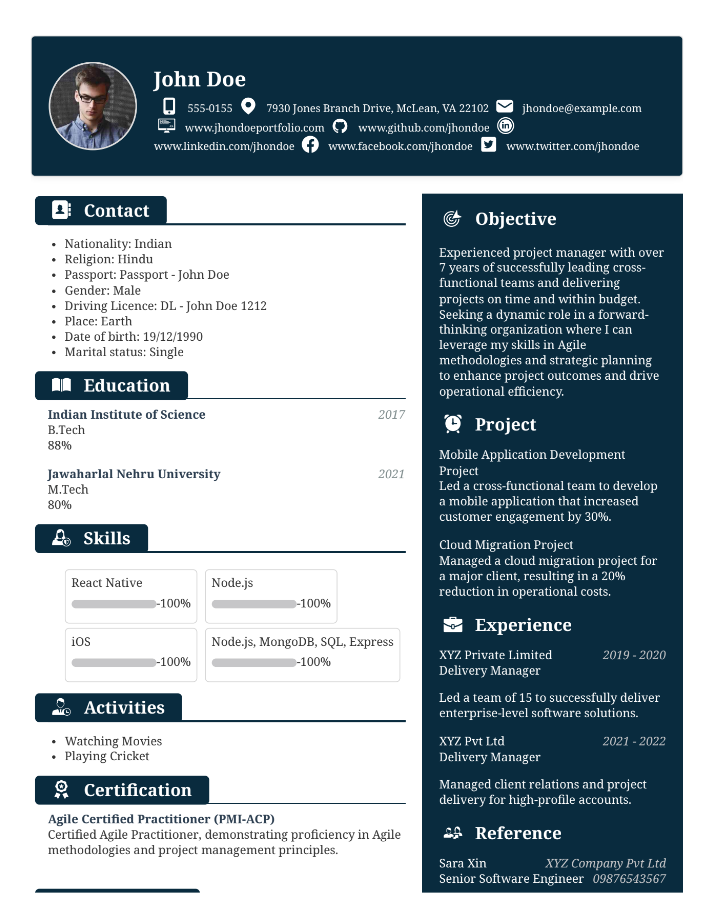 John Doe
555-0155 7930 Jones Branch Drive, McLean, VA 22102 jhondoe@example.com
www.jhondoeportfolio.com www.github.com/jhondoe
www.linkedin.com/jhondoe www.facebook.com/jhondoe www.twitter.com/jhondoe
Contact
Nationality: Indian
Religion: Hindu
Passport: Passport - John Doe
Gender: Male
Driving Licence: DL - John Doe 1212
Place: Earth
Date of birth: 19/12/1990
Marital status: Single
Education
Indian Institute of Science 2017
B.Tech
88%
Jawaharlal Nehru University 2021
M.Tech
80%
Skills
React Native
-100%
Node.js
-100%
iOS
-100%
Node.js, MongoDB, SQL, Express
-100%
Activities
Watching Movies
Playing Cricket
Certification
Agile Certified Practitioner (PMI-ACP)
Certified Agile Practitioner, demonstrating proficiency in Agile
methodologies and project management principles.
Objective
Experienced project manager with over
7 years of successfully leading cross-
functional teams and delivering
projects on time and within budget.
Seeking a dynamic role in a forward-
thinking organization where I can
leverage my skills in Agile
methodologies and strategic planning
to enhance project outcomes and drive
operational efficiency.
Project
Mobile Application Development
Project
Led a cross-functional team to develop
a mobile application that increased
customer engagement by 30%.
Cloud Migration Project
Managed a cloud migration project for
a major client, resulting in a 20%
reduction in operational costs.
Experience
XYZ Private Limited 2019 - 2020
Delivery Manager
Led a team of 15 to successfully deliver
enterprise-level software solutions.
XYZ Pvt Ltd 2021 - 2022
Delivery Manager
Managed client relations and project
delivery for high-profile accounts.
Reference
Sara Xin XYZ Company Pvt Ltd
Senior Software Engineer 09876543567